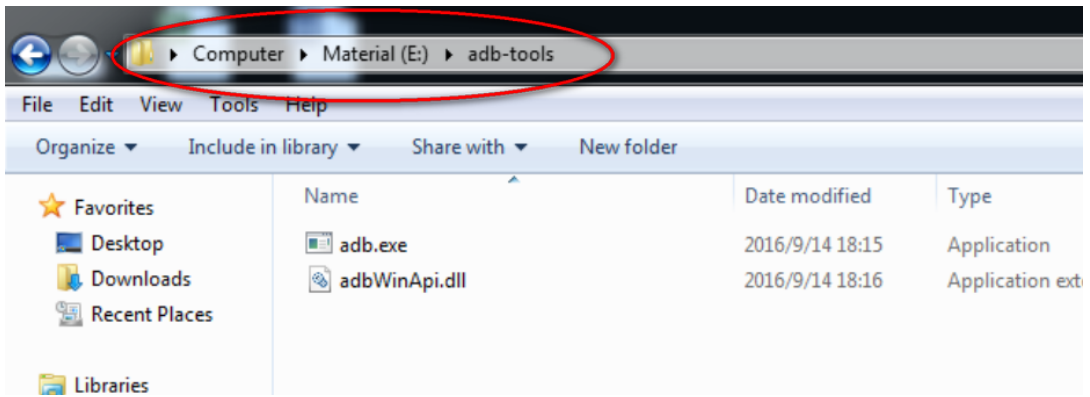 Computer Material (E:) adb-tools
File Edit View Tools Help
Organize Include in library Share with New folder
Name Date modified Type
Favorites
Desktop
Downloads
Recent Places
Libraries
adb.exe 2016/9/14 18:15 Application
adbWinApi.dll 2016/9/14 18:16 Application exte